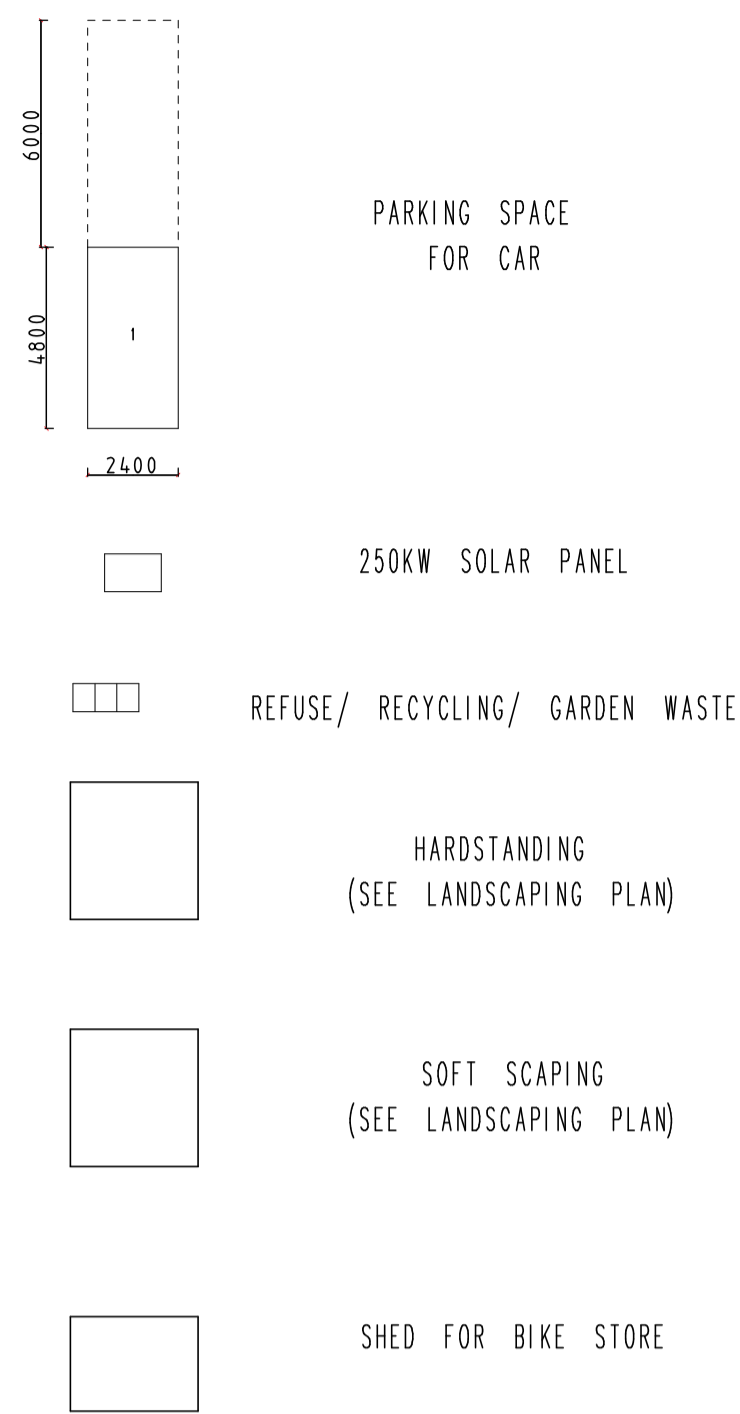 6000
PARKING SPACE
FOR CAR
4800
1
2400
250KW SOLAR PANEL
REFUSE/ RECYCLING/ GARDEN WASTE
HARDSTANDING
(SEE LANDSCAPING PLAN)
SOFT SCAPING
(SEE LANDSCAPING PLAN)
SHED FOR BIKE STORE